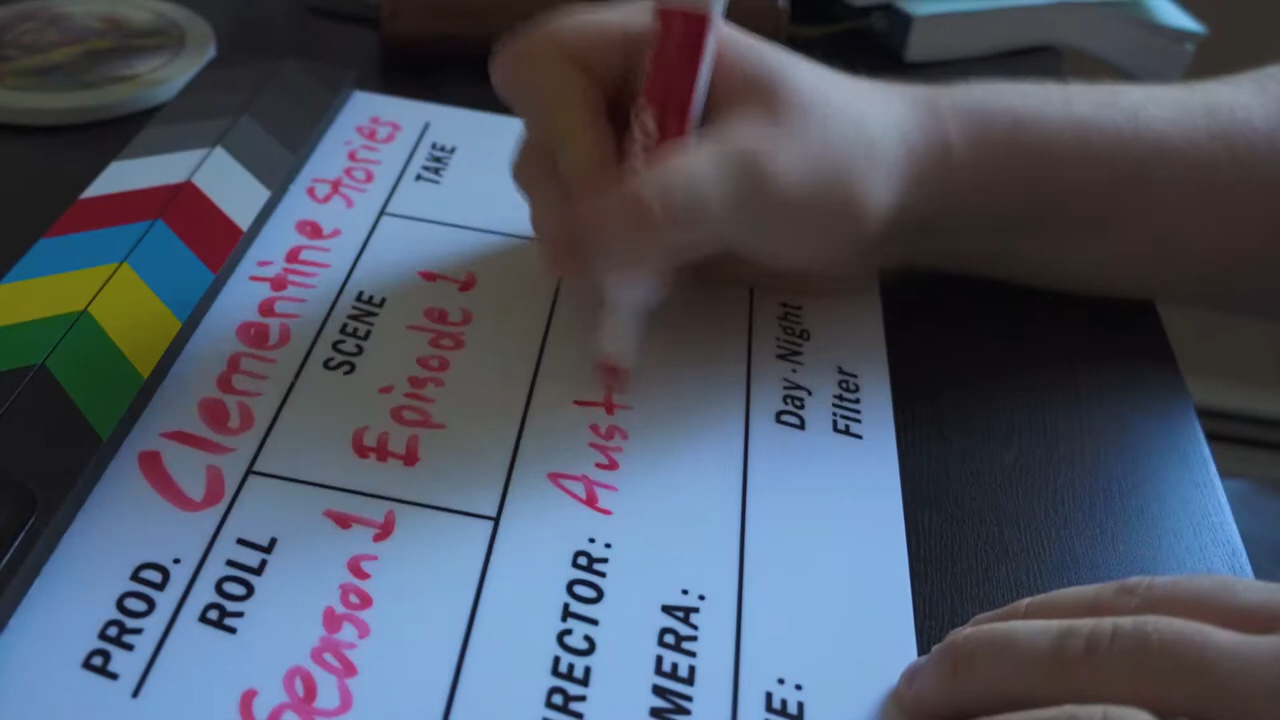 PROD. Clementine Stories
ROLL
Season 1
SCENE
Episode 1
TAKE
RECTOR: Aust
MERA:
Day·Night
Filter
E: